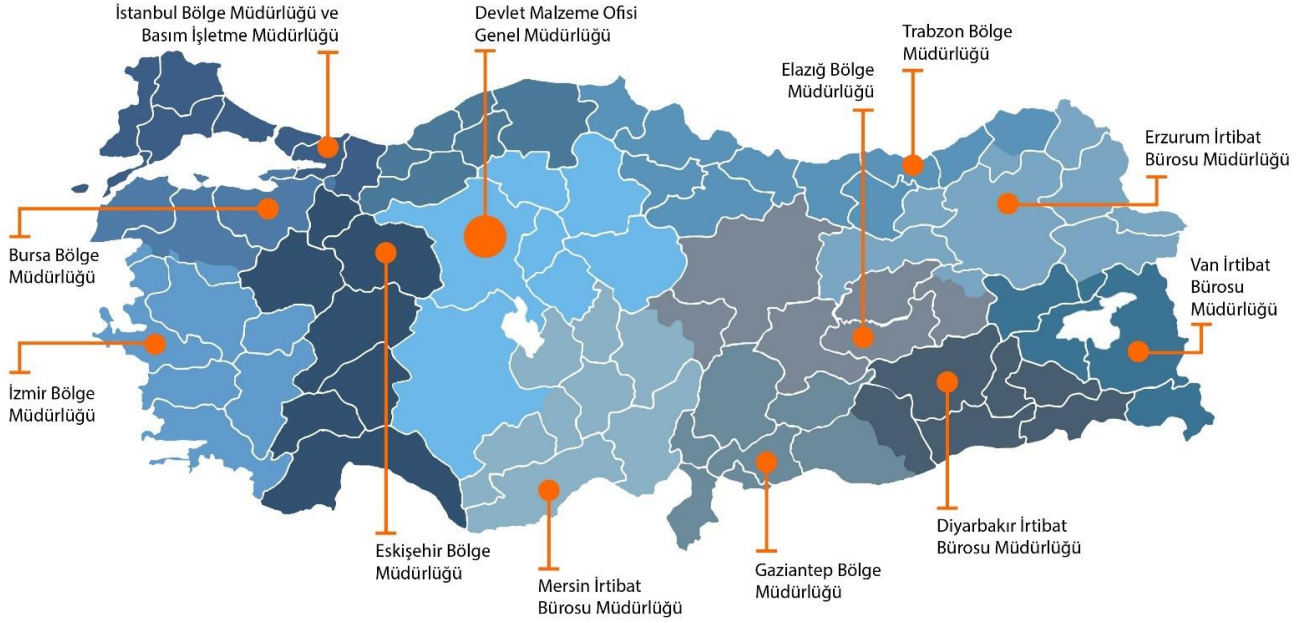 İstanbul Bölge Müdürlüğü ve
Basım İşletme Müdürlüğü
Devlet Malzeme Ofisi
Genel Müdürlüğü
Trabzon Bölge
Müdürlüğü
Elazığ Bölge
Müdürlüğü
Erzurum İrtibat
Bürosu Müdürlüğü
Bursa Bölge
Müdürlüğü
Van İrtibat
Bürosu
Müdürlüğü
İzmir Bölge
Müdürlüğü
Eskişehir Bölge
Müdürlüğü
Mersin İrtibat
Bürosu Müdürlüğü
Gaziantep Bölge
Müdürlüğü
Diyarbakır İrtibat
Bürosu Müdürlüğü